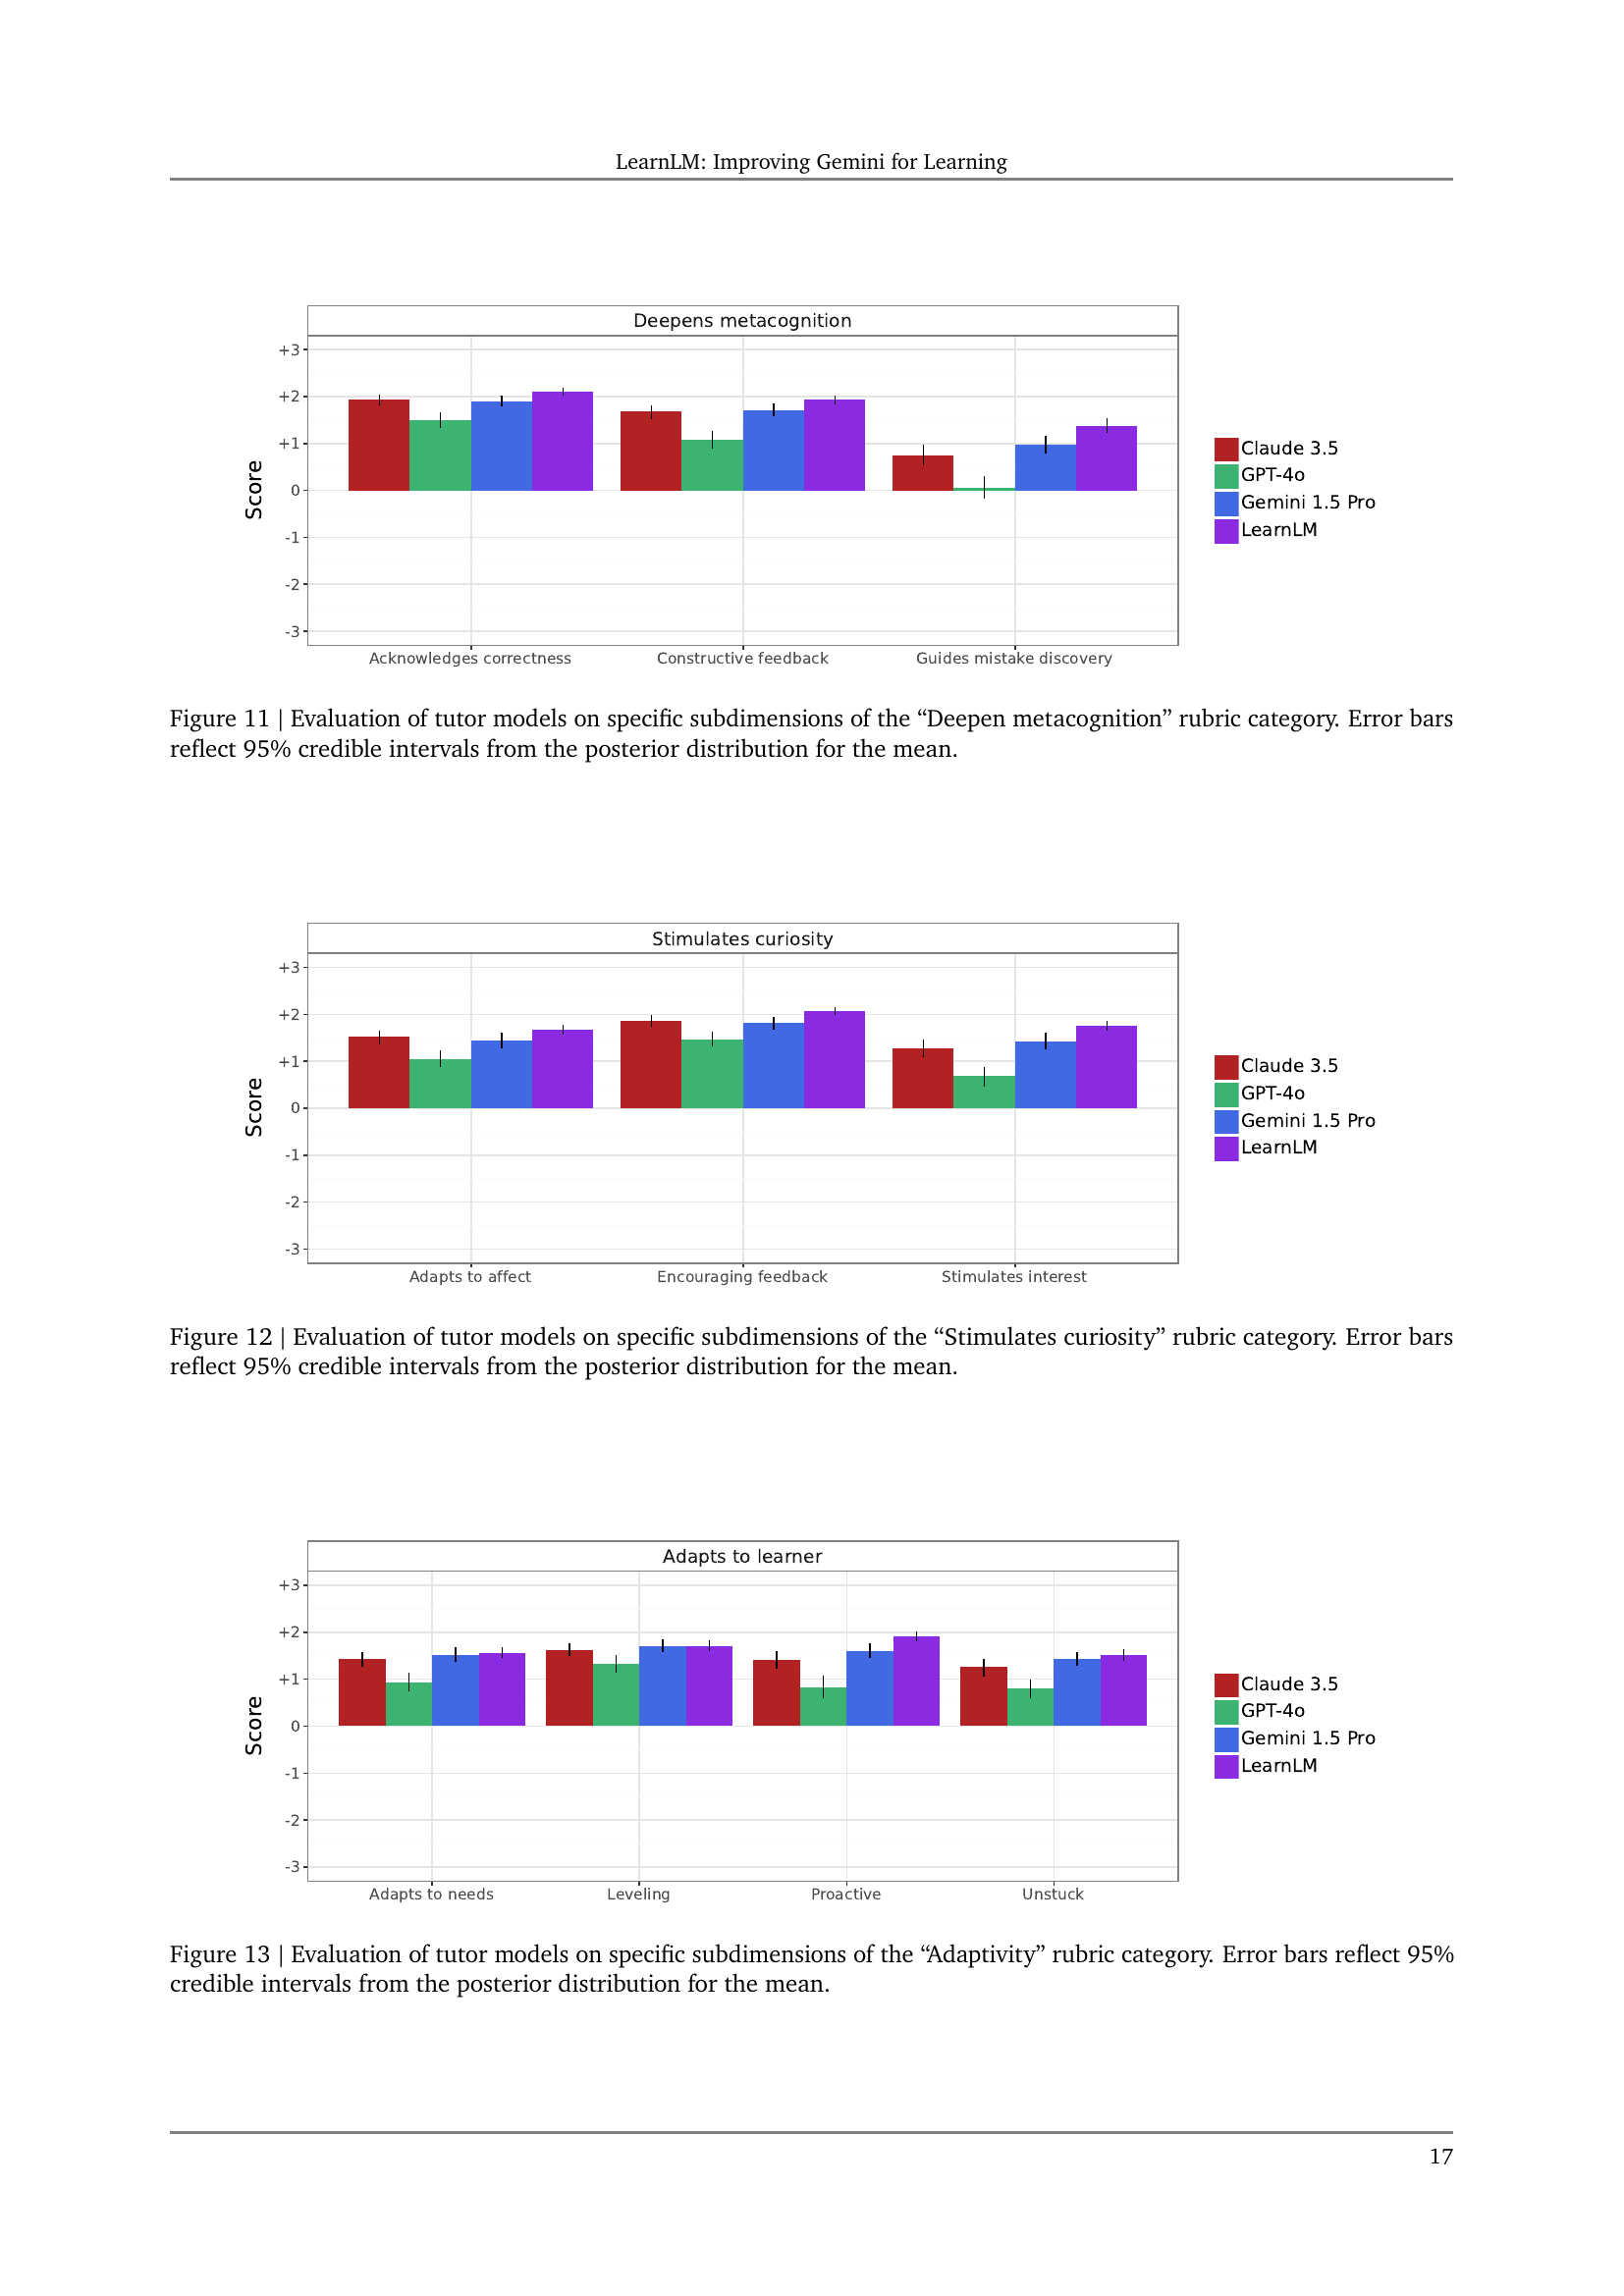 LearnLM: Improving Gemini for Learning
Deepens metacognition
+3
+2
+1
0
-1
-2
-3
Score
Acknowledges correctness
Constructive feedback
Guides mistake discovery
Claude 3.5
GPT-4o
Gemini 1.5 Pro
LearnLM
Figure 11 | Evaluation of tutor models on specific subdimensions of the “Deepen metacognition” rubric category. Error bars
reflect 95% credible intervals from the posterior distribution for the mean.
Stimulates curiosity
+3
+2
+1
0
-1
-2
-3
Score
Adapts to affect
Encouraging feedback
Stimulates interest
Claude 3.5
GPT-4o
Gemini 1.5 Pro
LearnLM
Figure 12 | Evaluation of tutor models on specific subdimensions of the “Stimulates curiosity” rubric category. Error bars
reflect 95% credible intervals from the posterior distribution for the mean.
Adapts to learner
+3
+2
+1
0
-1
-2
-3
Score
Adapts to needs
Leveling
Proactive
Unstuck
Claude 3.5
GPT-4o
Gemini 1.5 Pro
LearnLM
Figure 13 | Evaluation of tutor models on specific subdimensions of the “Adaptivity” rubric category. Error bars reflect 95%
credible intervals from the posterior distribution for the mean.
17